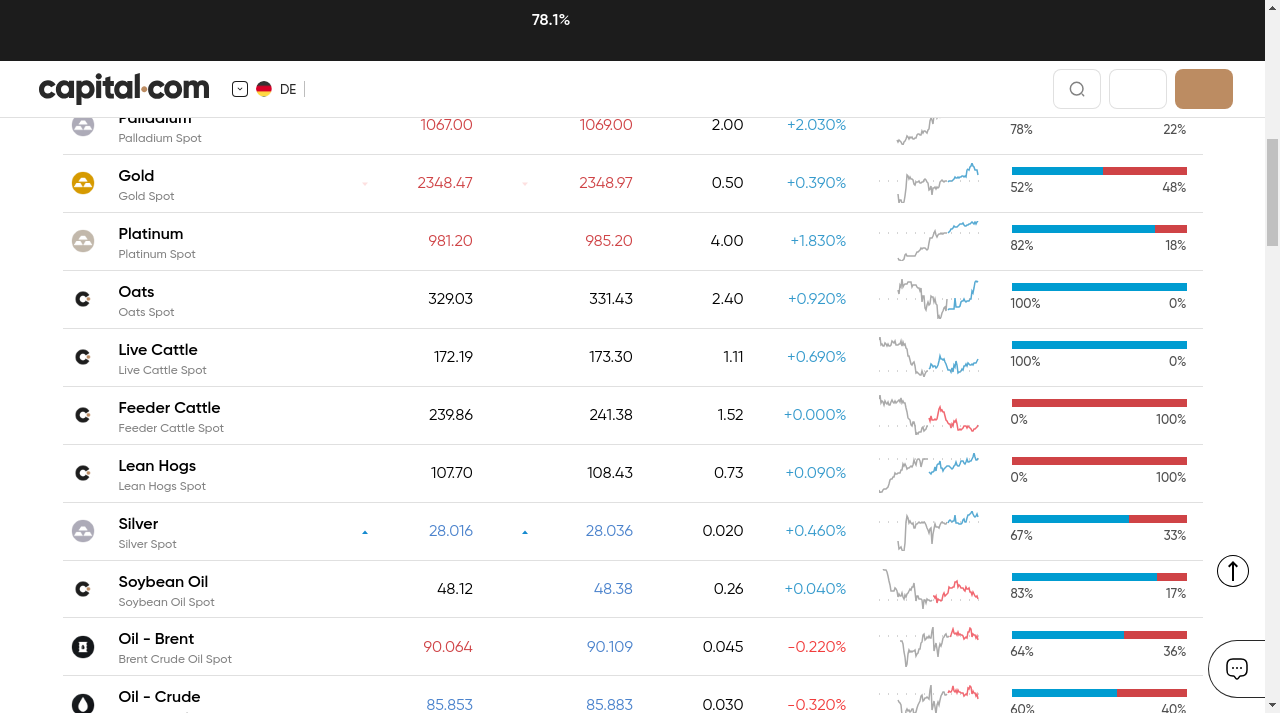 78.1%
capital.com
DE
Palladium
1067.00 1069.00 2.00 +2.030%
Palladium Spot
78% 22%
Gold
2348.47 2348.97 0.50 +0.390%
Gold Spot
52% 48%
Platinum
981.20 985.20 4.00 +1.830%
Platinum Spot
82% 18%
Oats
329.03 331.43 2.40 +0.920%
Oats Spot
100% 0%
Live Cattle
172.19 173.30 1.11 +0.690%
Live Cattle Spot
100% 0%
Feeder Cattle
239.86 241.38 1.52 +0.000%
Feeder Cattle Spot
0% 100%
Lean Hogs
107.70 108.43 0.73 +0.090%
Lean Hogs Spot
0% 100%
Silver
28.016 28.036 0.020 +0.460%
Silver Spot
67% 33%
Soybean Oil
48.12 48.38 0.26 +0.040%
Soybean Oil Spot
83% 17%
Oil - Brent
90.064 90.109 0.045 -0.220%
Brent Crude Oil Spot
64% 36%
Oil - Crude
85.853 85.883 0.030 -0.320%
60% 40%